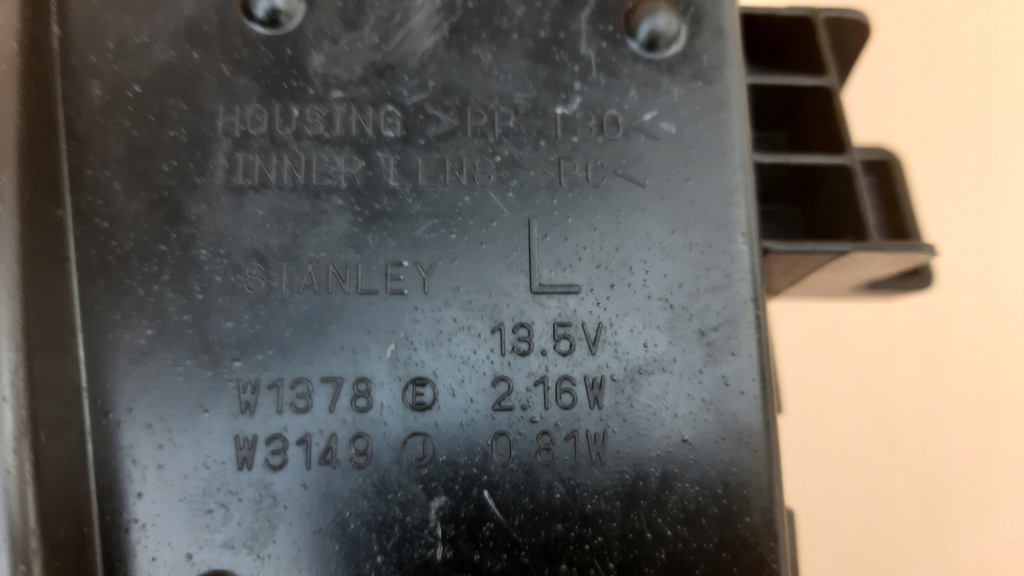 HOUSING >PP-T30<
INNER LENS >PC<
STANLEY L
13.5V
W1378 Ⓔ 2.16W
W3149 Ⓙ 0.81W